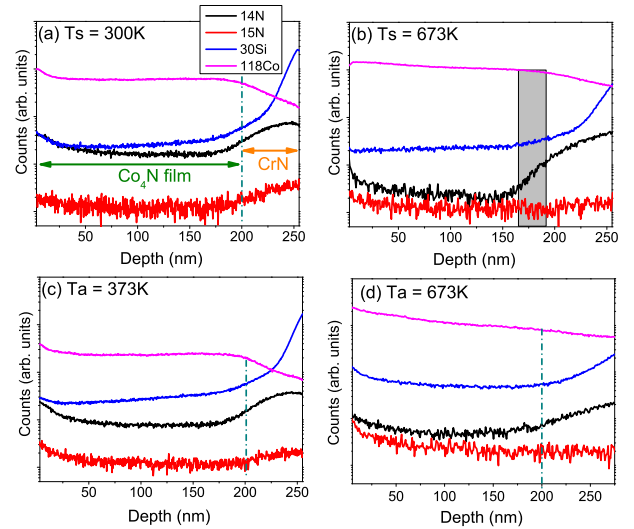 (a) Ts = 300K
14N
15N
30Si
118Co
(b) Ts = 673K
Counts (arb. units)
Co4N film
CrN
50 100 150 200 250
Depth (nm)
Counts (arb. units)
50 100 150 200 250
Depth (nm)
(c) Ta = 373K
Counts (arb. units)
50 100 150 200 250
Depth (nm)
(d) Ta = 673K
Counts (arb. units)
50 100 150 200 250
Depth (nm)